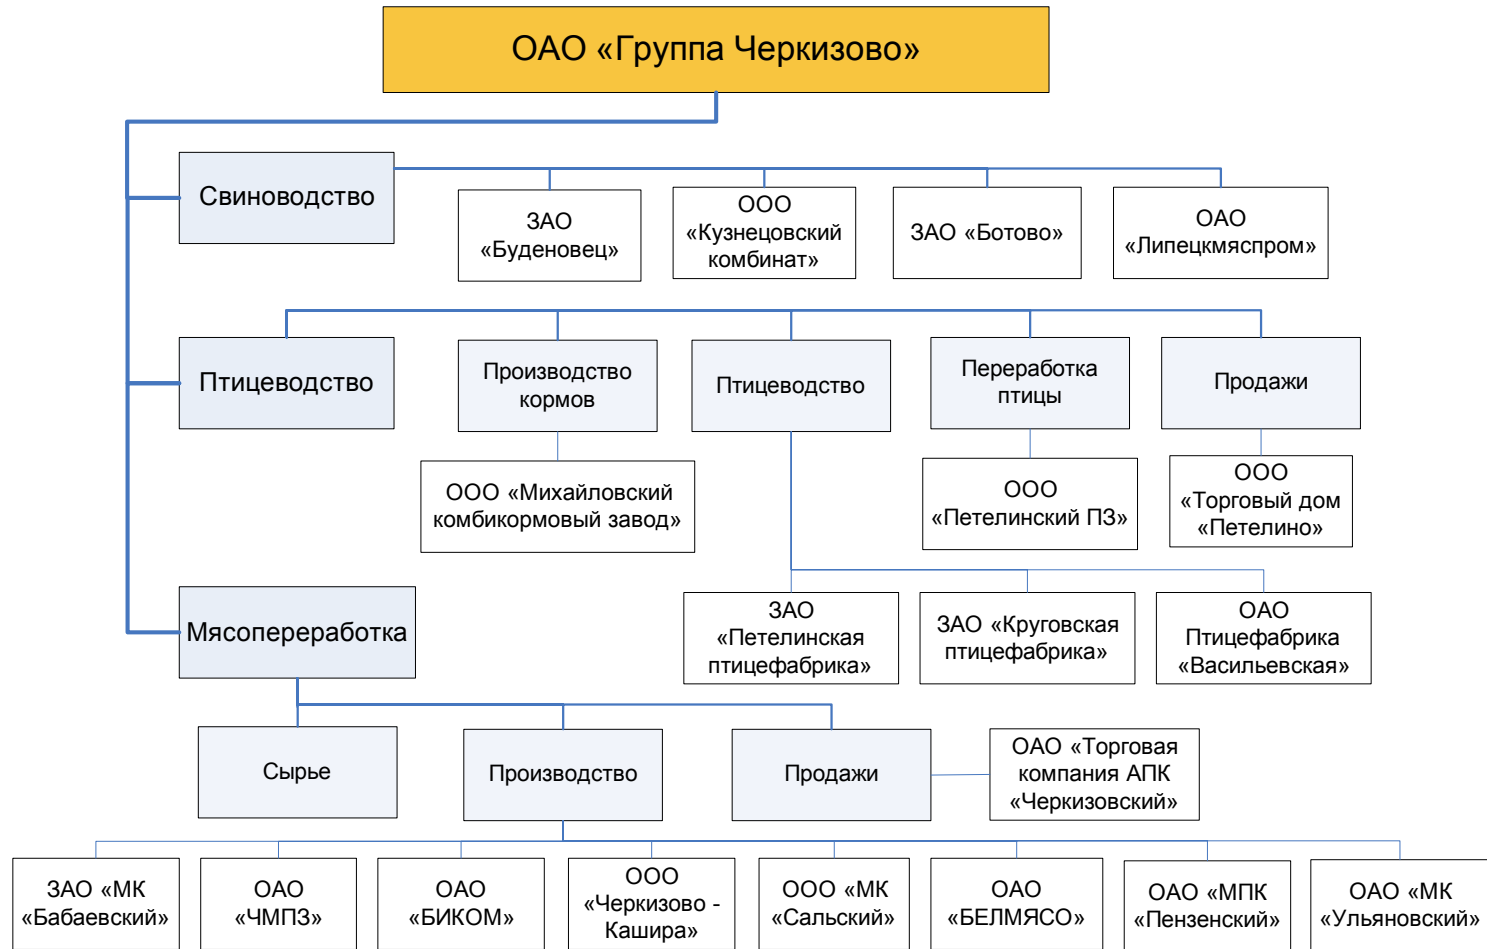 ОАО «Группа Черкизово»
Свиноводство
ЗАО
«Буденовец»
ООО
«Кузнецовский
комбинат»
ЗАО «Ботово»
ОАО
«Липецкмяспром»
Птицеводство
Производство
кормов
Птицеводство
Переработка
птицы
Продажи
ООО «Михайловский
комбикормовый завод»
ООО
«Петелинский ПЗ»
ООО
«Торговый дом
«Петелино»
ЗАО
«Петелинская
птицефабрика»
ЗАО «Круговская
птицефабрика»
ОАО
Птицефабрика
«Васильевская»
Мясопереработка
Сырье
Производство
Продажи
ОАО «Торговая
компания АПК
«Черкизовский»
ЗАО «МК
«Бабаевский»
ОАО
«ЧМПЗ»
ОАО
«БИКОМ»
ООО
«Черкизово -
Кашира»
ООО «МК
«Сальский»
ОАО
«БЕЛМЯСО»
ОАО «МПК
«Пензенский»
ОАО «МК
«Ульяновский»